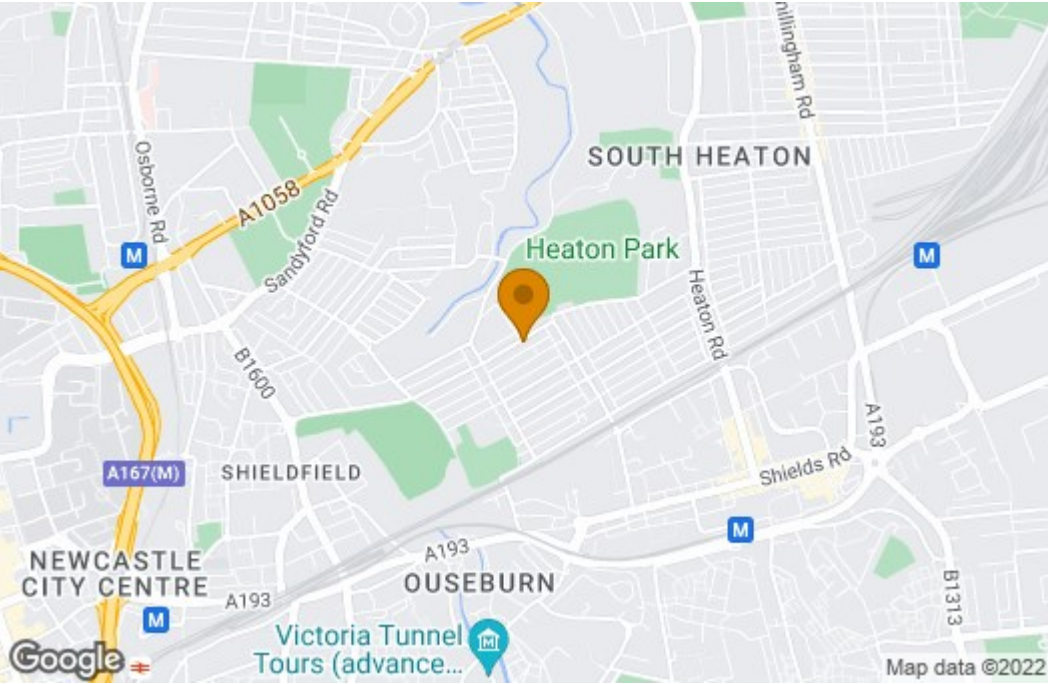 Osborne Rd
A1058
Sandyford Rd
SOUTH HEATON
M
Heaton Park
M
Heaton Rd
B1600
A167(M)
SHIELDFIELD
A193
Shields Rd
M
A193
OUSEBURN
NEWCASTLE
CITY CENTRE
A193
M
B1313
Victoria Tunnel
Tours (advance...
M
Google
Map data ©2022